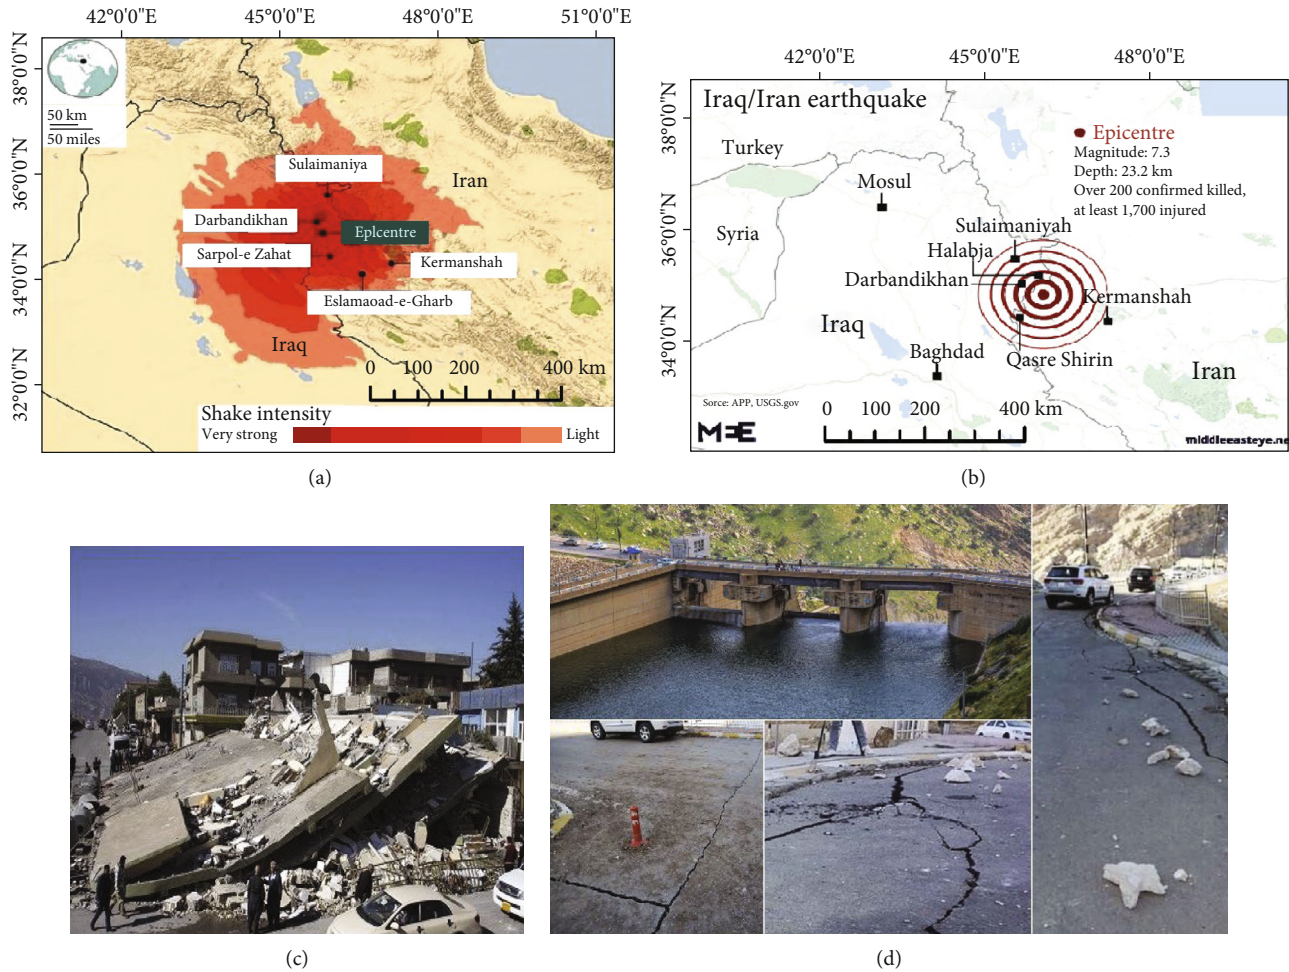 42°0'0"E 45°0'0"E 48°0'0"E 51°0'0"E
38°0'0"N
36°0'0"N
34°0'0"N
32°0'0"N
50 km
50 miles
Sulaimaniya
Iran
Darbandikhan
Eplcentre
Sarpol-e Zahat
Kermanshah
Eslamaoad-e-Gharb
Iraq
0 100 200 400 km
Shake intensity
Very strong Light
(a)
42°0'0"E 45°0'0"E 48°0'0"E
38°0'0"N
36°0'0"N
34°0'0"N
Iraq/Iran earthquake
Epicentre
Magnitude: 7.3
Depth: 23.2 km
Over 200 confirmed killed,
at least 1,700 injured
Turkey
Mosul
Syria
Sulaimaniyah
Halabja
Darbandikhan
Kermanshah
Iraq
Baghdad
Qasre Shirin
Iran
Sorce: APP, USGS.gov
0 100 200 400 km
MEE
middleeasteye.ne
(b)
(c)
(d)